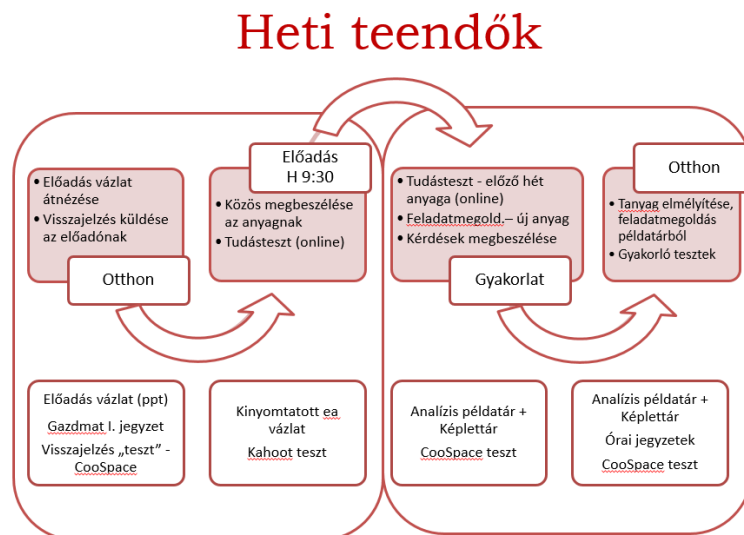 Heti teendők
• Előadás vázlat
átnézése
• Visszajelzés küldése
az előadónak
Otthon
Előadás
H 9:30
• Közös megbeszélése
az anyagnak
• Tudásteszt (online)
• Tudásteszt - előző hét
anyaga (online)
• Feladatmegold.– új anyag
• Kérdések megbeszélése
Gyakorlat
Otthon
• Tanyag elmélyítése,
feladatmegoldás
példatárból
• Gyakorló tesztek
Előadás vázlat (ppt)
Gazdmat I. jegyzet
Visszajelzés „teszt” -
CooSpace
Kinyomtatott ea
vázlat
Kahoot teszt
Analízis példatár +
Képlettár
CooSpace teszt
Analízis példatár +
Képlettár
Órai jegyzetek
CooSpace teszt